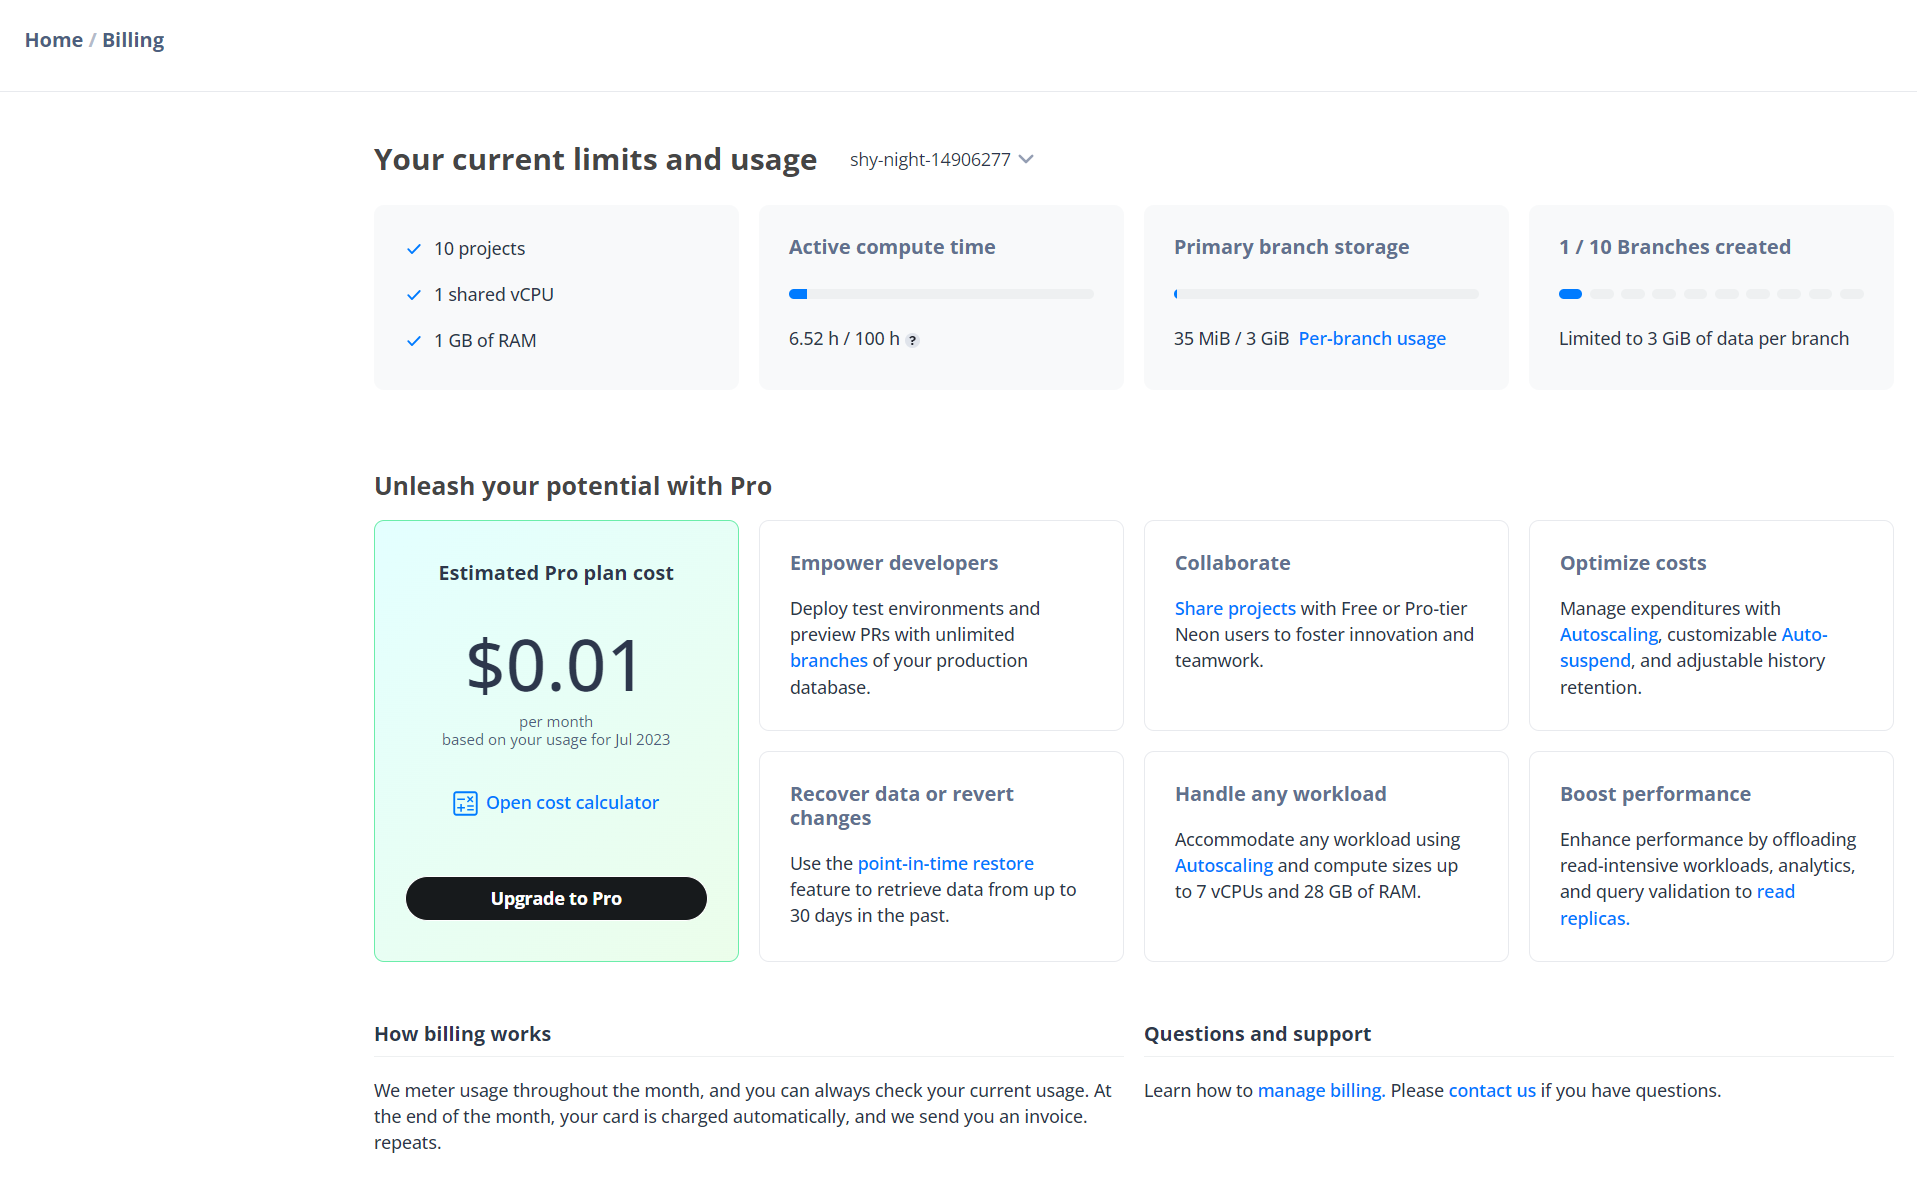 Home / Billing
Your current limits and usage
shy-night-14906277
10 projects
1 shared vCPU
1 GB of RAM
Active compute time
6.52 h / 100 h ?
Primary branch storage
35 MiB / 3 GiB Per-branch usage
1 / 10 Branches created
Limited to 3 GiB of data per branch
Unleash your potential with Pro
Estimated Pro plan cost
$0.01
per month
based on your usage for Jul 2023
Open cost calculator
Upgrade to Pro
Empower developers
Deploy test environments and
preview PRs with unlimited
branches of your production
database.
Collaborate
Share projects with Free or Pro-tier
Neon users to foster innovation and
teamwork.
Optimize costs
Manage expenditures with
Autoscaling, customizable Auto-
suspend, and adjustable history
retention.
Recover data or revert
changes
Use the point-in-time restore
feature to retrieve data from up to
30 days in the past.
Handle any workload
Accommodate any workload using
Autoscaling and compute sizes up
to 7 vCPUs and 28 GB of RAM.
Boost performance
Enhance performance by offloading
read-intensive workloads, analytics,
and query validation to read
replicas.
How billing works
We meter usage throughout the month, and you can always check your current usage. At
the end of the month, your card is charged automatically, and we send you an invoice.
repeats.
Questions and support
Learn how to manage billing. Please contact us if you have questions.